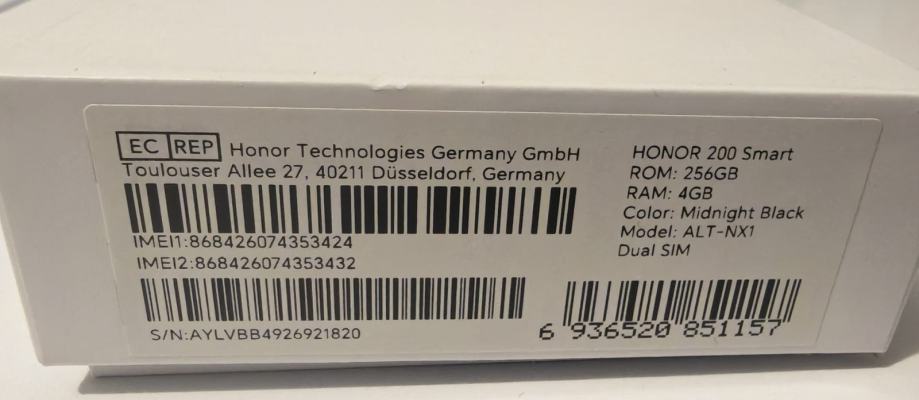 EC REP Honor Technologies Germany GmbH
Toulouser Allee 27, 40211 Düsseldorf, Germany
IMEI1:868426074353424
IMEI2:868426074353432
S/N:AYLVBB4926921820
HONOR 200 Smart
ROM: 256GB
RAM: 4GB
Color: Midnight Black
Model: ALT-NX1
Dual SIM
6 936520 851157